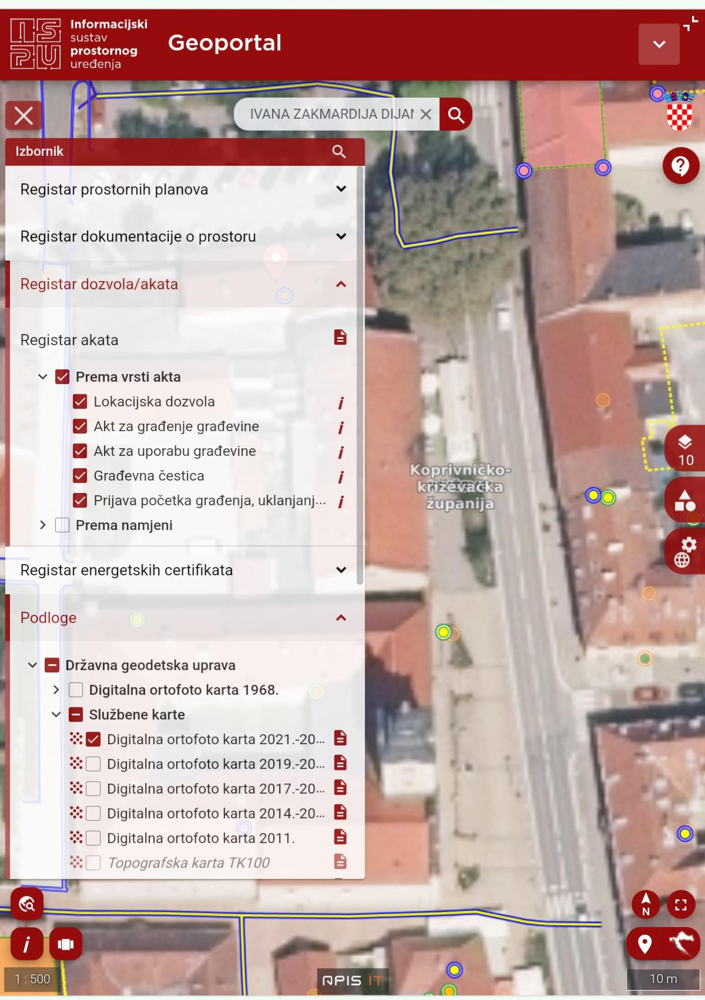 Informacijski
sustav
prostornog
uređenja
Geoportal
IVANA ZAKMARDIJA DIJAN
Izbornik
Registar prostornih planova
Registar dokumentacije o prostoru
Registar dozvola/akata
Registar akata
Prema vrsti akta
Lokacijska dozvola
Akt za građenje građevine
Akt za uporabu građevine
Građevna čestica
Prijava početka građenja, uklanjanj...
Prema namjeni
Registar energetskih certifikata
Podloge
Državna geodetska uprava
Digitalna ortofoto karta 1968.
Službene karte
Digitalna ortofoto karta 2021.-20...
Digitalna ortofoto karta 2019.-20...
Digitalna ortofoto karta 2017.-20...
Digitalna ortofoto karta 2014.-20...
Digitalna ortofoto karta 2011.
Topografska karta TK100
Koprivničko-
križevačka
županija
10
N
1 : 500
APIS IT
10 m